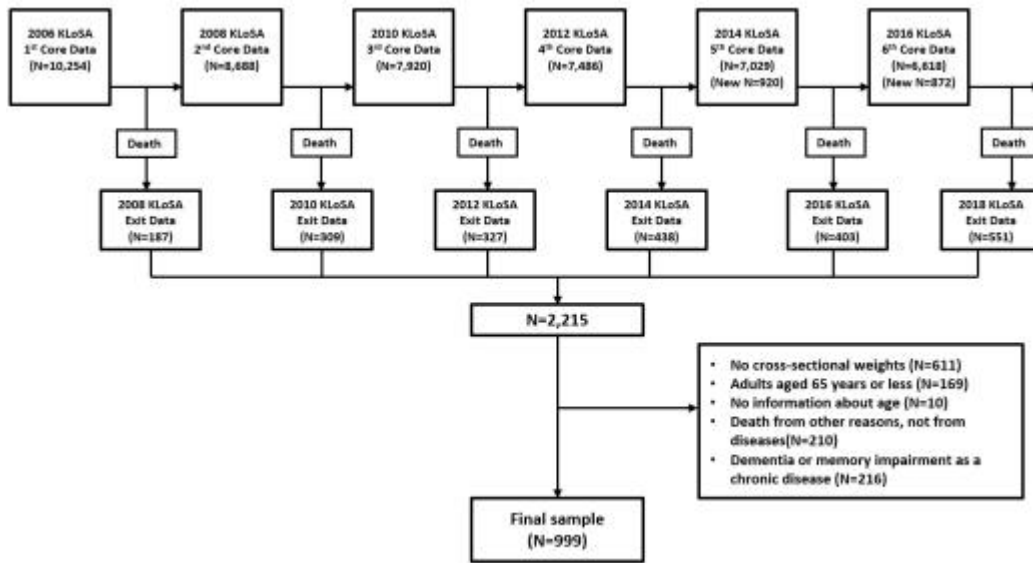 2006 KLoSA
1st Core Data
(N=10,254)
2008 KLoSA
2nd Core Data
(N=8,688)
2010 KLoSA
3rd Core Data
(N=7,920)
2012 KLoSA
4th Core Data
(N=7,486)
2014 KLoSA
5th Core Data
(N=7,029)
(New N=920)
2016 KLoSA
6th Core Data
(N=6,618)
(New N=872)
Death
Death
Death
Death
Death
Death
2008 KLoSA
Exit Data
(N=187)
2010 KLoSA
Exit Data
(N=309)
2012 KLoSA
Exit Data
(N=327)
2014 KLoSA
Exit Data
(N=438)
2016 KLoSA
Exit Data
(N=403)
2018 KLoSA
Exit Data
(N=551)
N=2,215
• No cross-sectional weights (N=611)
• Adults aged 65 years or less (N=169)
• No information about age (N=10)
• Death from other reasons, not from
diseases(N=210)
• Dementia or memory impairment as a
chronic disease (N=216)
Final sample
(N=999)